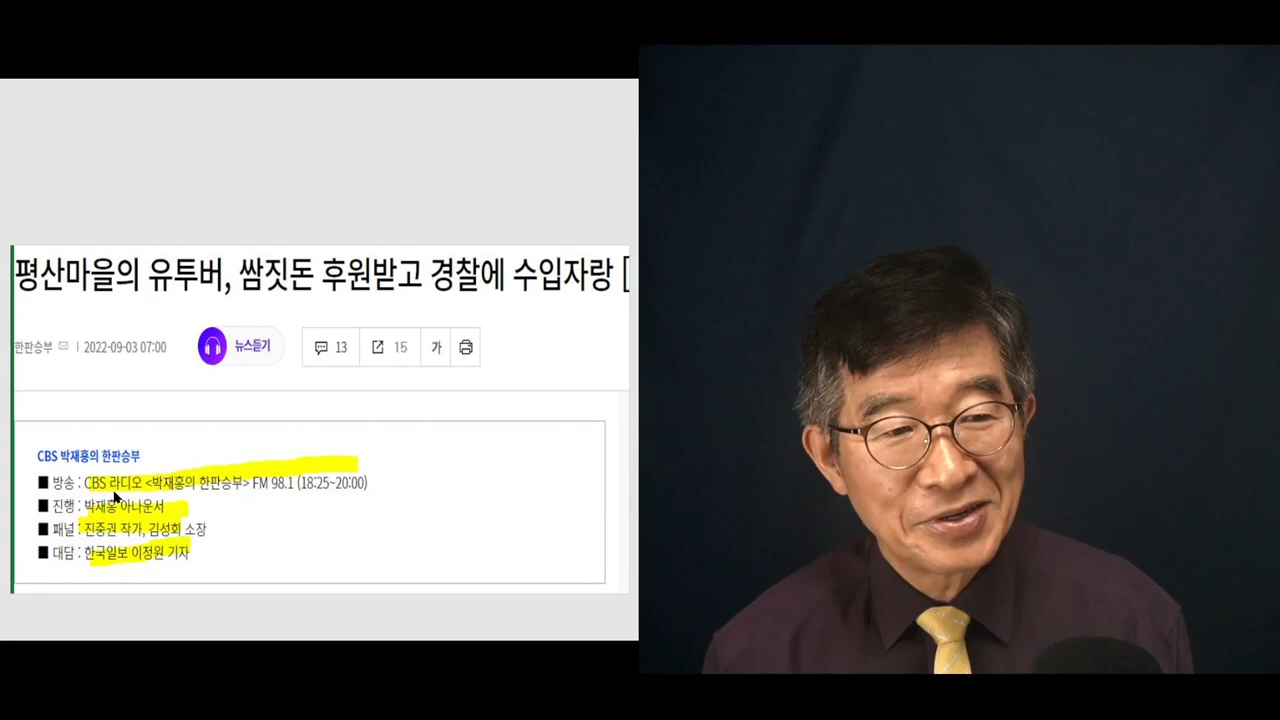 평산마을의 유투버, 쌈짓돈 후원받고 경찰에 수입자랑 [
한판승부 | 2022-09-03 07:00 뉴스듣기 13 15 가
CBS 박재홍의 한판승부
■ 방송 : CBS 라디오 <박재홍의 한판승부> FM 98.1 (18:25~20:00)
■ 진행 : 박재홍 아나운서
■ 패널 : 진중권 작가, 김성회 소장
■ 대담 : 한국일보 이정원 기자